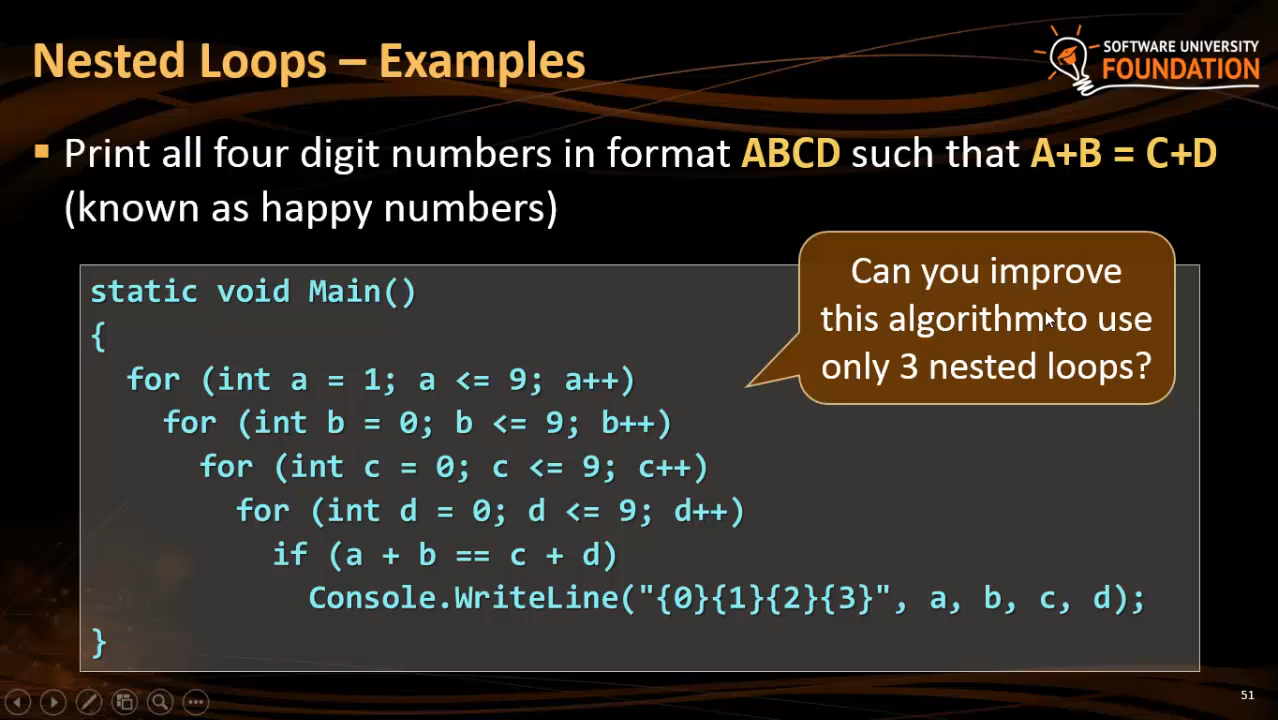 Nested Loops – Examples
SOFTWARE UNIVERSITY
FOUNDATION
Print all four digit numbers in format ABCD such that A+B = C+D
(known as happy numbers)
Can you improve
this algorithm to use
only 3 nested loops?
static void Main()
{
for (int a = 1; a <= 9; a++)
for (int b = 0; b <= 9; b++)
for (int c = 0; c <= 9; c++)
for (int d = 0; d <= 9; d++)
if (a + b == c + d)
Console.WriteLine("{0}{1}{2}{3}", a, b, c, d);
}
51